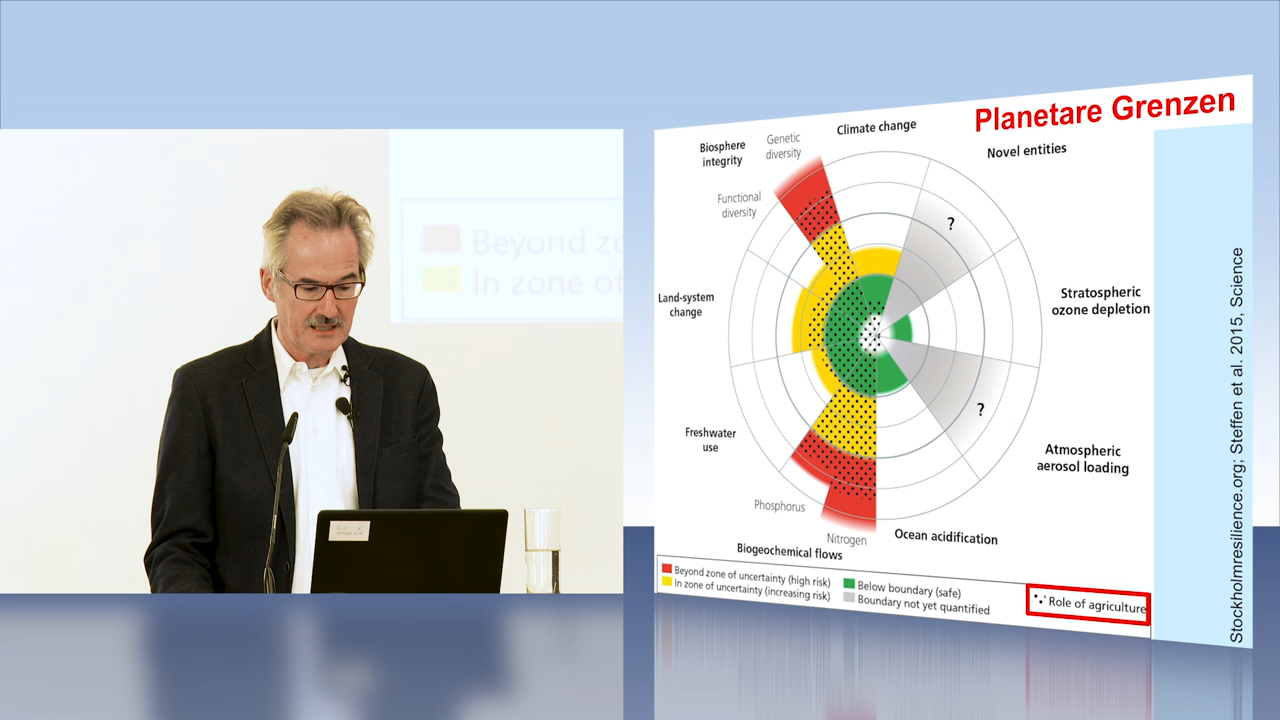 Beyond zo
In zone of
Planetare Grenzen
Climate change
Novel entities
Biosphere
integrity
Genetic
diversity
Functional
diversity
?
Land-system
change
Stratospheric
ozone depletion
?
Freshwater
use
Atmospheric
aerosol loading
Phosphorus
Nitrogen
Ocean acidification
Biogeochemical flows
Beyond zone of uncertainty (high risk)
In zone of uncertainty (increasing risk)
Below boundary (safe)
Boundary not yet quantified
Role of agriculture
Stockholmresilience.org; Steffen et al. 2015, Science